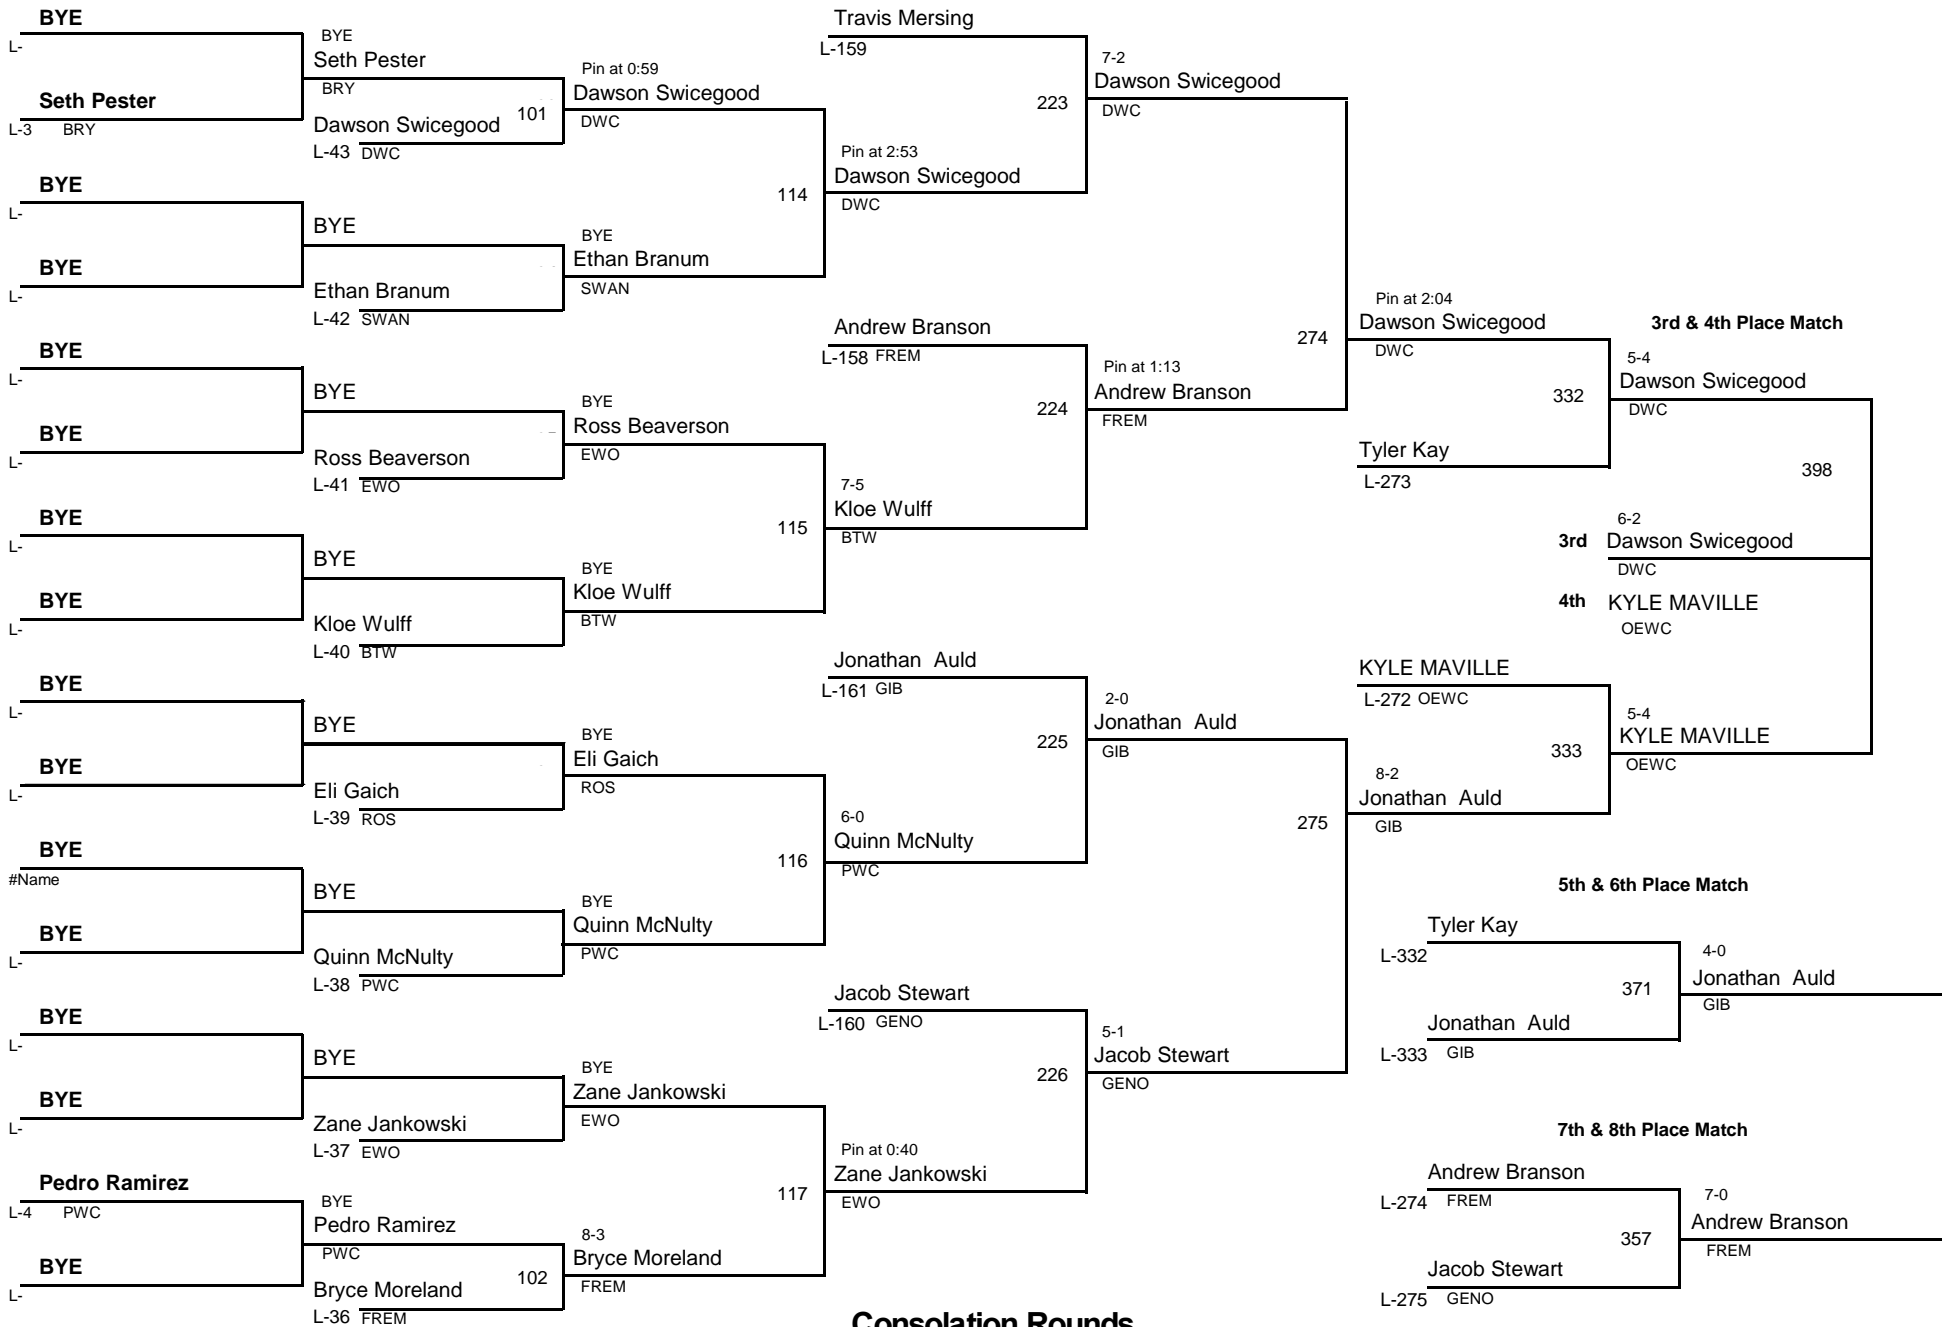 BYE
L-
Seth Pester
L-3 BRY
BYE
L-
BYE
L-
BYE
L-
BYE
L-
BYE
L-
BYE
L-
BYE
L-
BYE
L-
BYE
#Name
BYE
L-
BYE
L-
BYE
L-
Pedro Ramirez
L-4 PWC
BYE
L-
BYE
Seth Pester
BRY
101
Dawson Swicegood
L-43 DWC
BYE
Ethan Branum
L-42 SWAN
BYE
Ross Beaverson
L-41 EWO
BYE
Kloe Wulff
L-40 BTW
BYE
Eli Gaich
L-39 ROS
BYE
Quinn McNulty
L-38 PWC
BYE
Zane Jankowski
L-37 EWO
BYE
Pedro Ramirez
PWC
102
Bryce Moreland
L-36 FREM
Pin at 0:59
Dawson Swicegood
DWC
114
BYE
Ethan Branum
SWAN
BYE
Ross Beaverson
EWO
115
BYE
Kloe Wulff
BTW
BYE
Eli Gaich
ROS
116
BYE
Quinn McNulty
PWC
BYE
Zane Jankowski
EWO
117
8-3
Bryce Moreland
FREM
Travis Mersing
L-159
223
Pin at 2:53
Dawson Swicegood
DWC
Andrew Branson
L-158 FREM
224
7-5
Kloe Wulff
BTW
Jonathan Auld
L-161 GIB
225
6-0
Quinn McNulty
PWC
Jacob Stewart
L-160 GENO
226
Pin at 0:40
Zane Jankowski
EWO
7-2
Dawson Swicegood
DWC
274
Pin at 1:13
Andrew Branson
FREM
2-0
Jonathan Auld
GIB
275
5-1
Jacob Stewart
GENO
Pin at 2:04
Dawson Swicegood
DWC
332
Tyler Kay
L-273
KYLE MAVILLE
L-272 OEWC
333
8-2
Jonathan Auld
GIB
3rd & 4th Place Match
5-4
Dawson Swicegood
DWC
398
6-2
3rd Dawson Swicegood
DWC
4th KYLE MAVILLE
OEWC
5-4
KYLE MAVILLE
OEWC
5th & 6th Place Match
Tyler Kay
L-332
371
Jonathan Auld
L-333 GIB
4-0
Jonathan Auld
GIB
7th & 8th Place Match
Andrew Branson
L-274 FREM
357
Jacob Stewart
L-275 GENO
7-0
Andrew Branson
FREM
Consolation Rounds